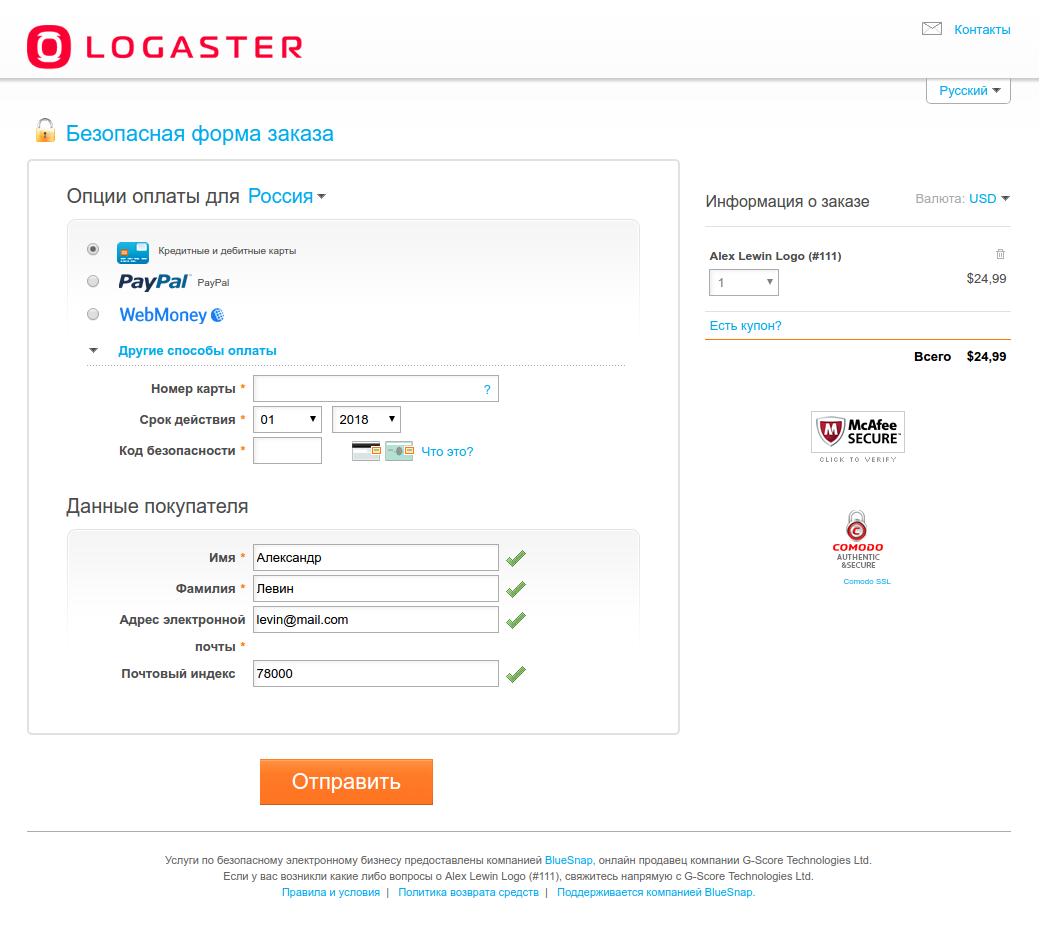 LOGASTER
Контакты
Русский
Безопасная форма заказа
Опции оплаты для Россия
Кредитные и дебитные карты
PayPal™ PayPal
WebMoney
Другие способы оплаты
Номер карты * ?
Срок действия * 01 2018
Код безопасности * Что это?
Данные покупателя
Имя * Александр
Фамилия * Левин
Адрес электронной levin@mail.com
почты *
Почтовый индекс 78000
Отправить
Информация о заказе Валюта: USD
Alex Lewin Logo (#111)
1 $24,99
Есть купон?
Всего $24,99
McAfee
SECURE™
CLICK TO VERIFY
C
COMODO
AUTHENTIC
&SECURE
Comodo SSL
Услуги по безопасному электронному бизнесу предоставлены компанией BlueSnap, онлайн продавец компании G-Score Technologies Ltd.
Если у вас возникли какие либо вопросы о Alex Lewin Logo (#111), свяжитесь напрямую с G-Score Technologies Ltd.
Правила и условия | Политика возврата средств | Поддерживается компанией BlueSnap.